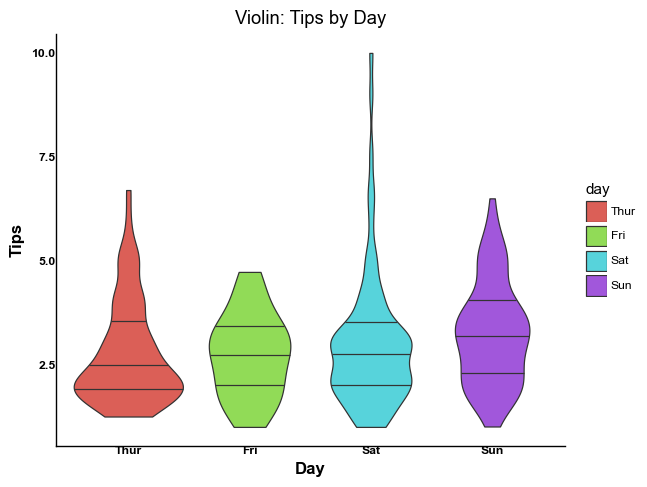 Violin: Tips by Day
10.0
7.5
5.0
2.5
Tips
Thur
Fri
Sat
Sun
Day
day
Thur
Fri
Sat
Sun